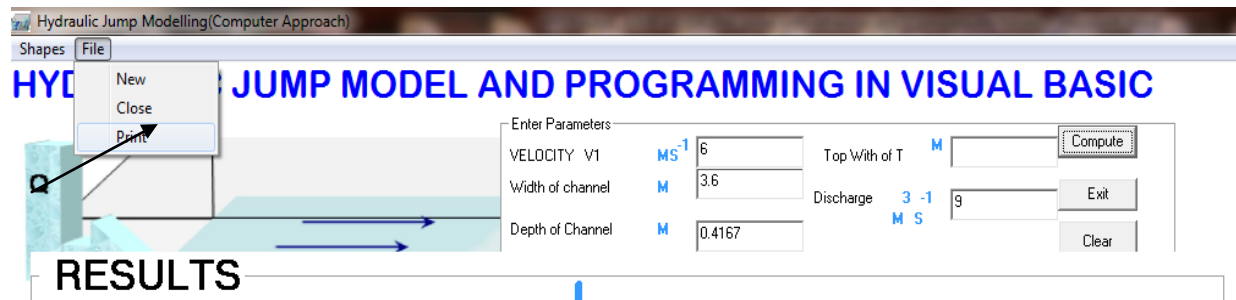 Hydraulic Jump Modelling(Computer Approach)
Shapes File
HYD JUMP MODEL AND PROGRAMMING IN VISUAL BASIC
New
Close
Print
Q
Enter Parameters
VELOCITY V1 MS-1 6
Width of channel M 3.6
Depth of Channel M 0.4167
Top With of T M
Discharge 3 -1 9
M S
Compute
Exit
Clear
RESULTS